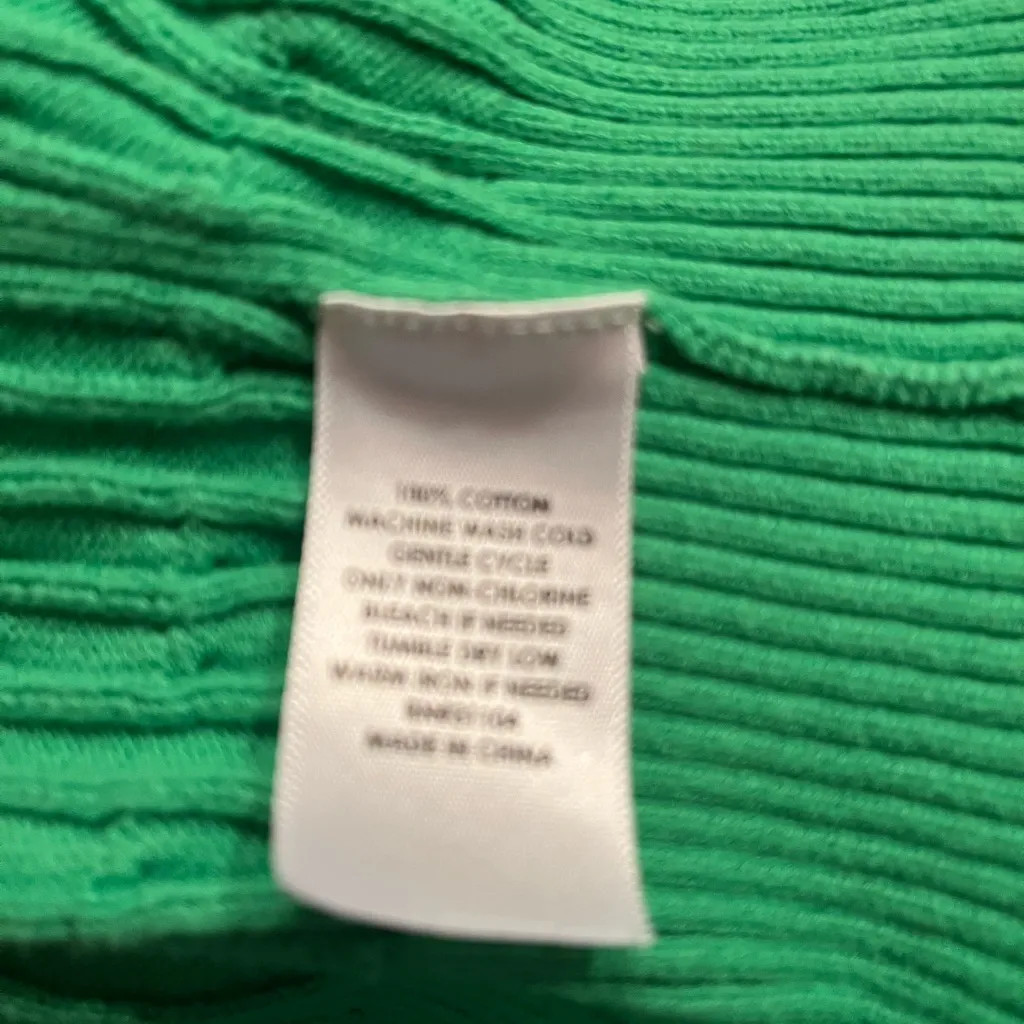 100% COTTON
MACHINE WASH COLD
GENTLE CYCLE
ONLY NON-CHLORINE
BLEACH IF NEEDED
TUMBLE DRY LOW
WARM IRON IF NEEDED
MADE IN CHINA